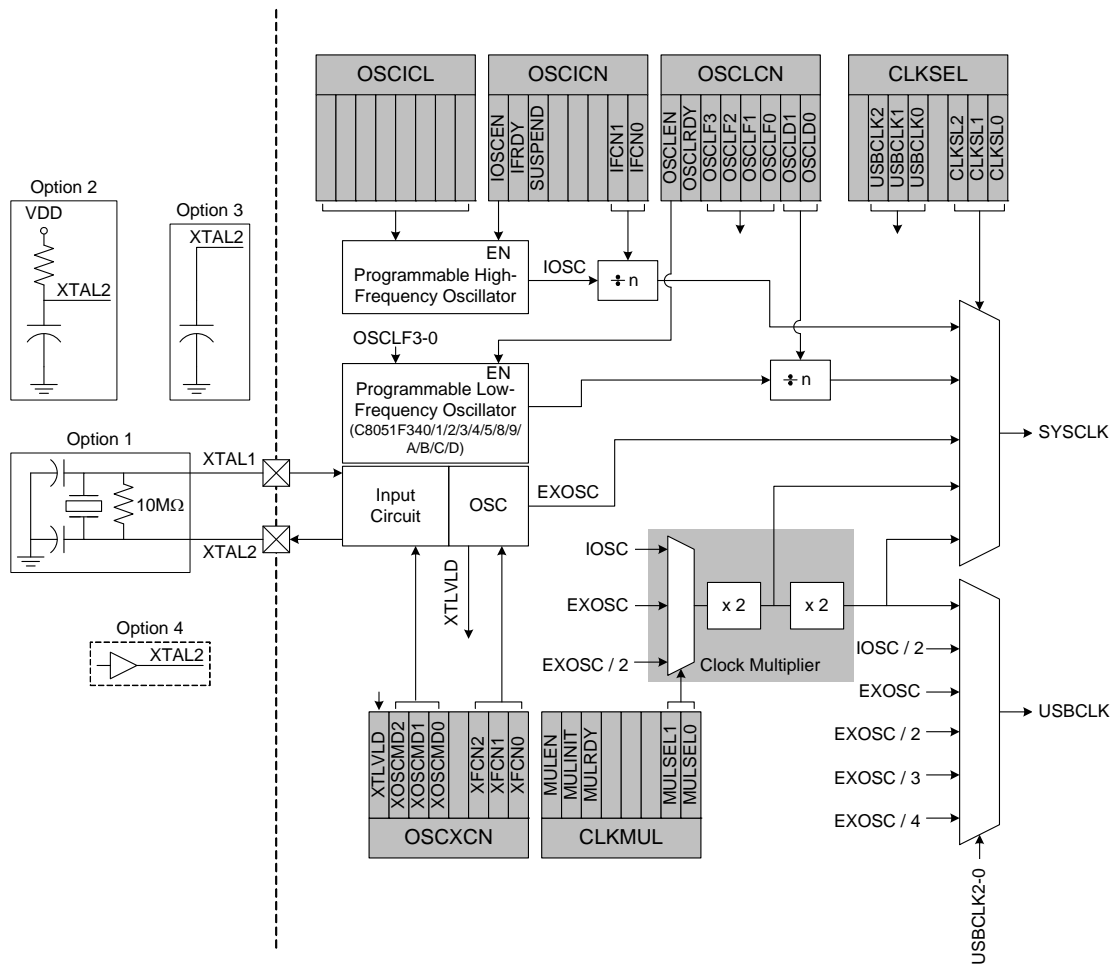 OSCICL
OSCICN
OSCLCN
CLKSEL
IOSCEN
IFRDY
SUSPEND
IFCN1
IFCN0
OSCLEN
OSCLRDY
OSCLF3
OSCLF2
OSCLF1
OSCLF0
OSCLD1
OSCLD0
USBCLK2
USBCLK1
USBCLK0
CLKSL2
CLKSL1
CLKSL0
Option 2
VDD
XTAL2
Option 3
XTAL2
EN
Programmable High-
Frequency Oscillator
IOSC
÷ n
OSCLF3-0
EN
Programmable Low-
Frequency Oscillator
(C8051F340/1/2/3/4/5/8/9/
A/B/C/D)
÷ n
SYSCLK
Option 1
XTAL1
10MΩ
XTAL2
Input
Circuit
OSC
EXOSC
XTLVLD
IOSC
EXOSC
EXOSC / 2
x 2
x 2
Clock Multiplier
Option 4
XTAL2
IOSC / 2
EXOSC
EXOSC / 2
EXOSC / 3
EXOSC / 4
USBCLK
USBCLK2-0
XTLVLD
XOSCMD2
XOSCMD1
XOSCMD0
XFCN2
XFCN1
XFCN0
OSCXCN
MULEN
MULINIT
MULRDY
MULSEL1
MULSEL0
CLKMUL